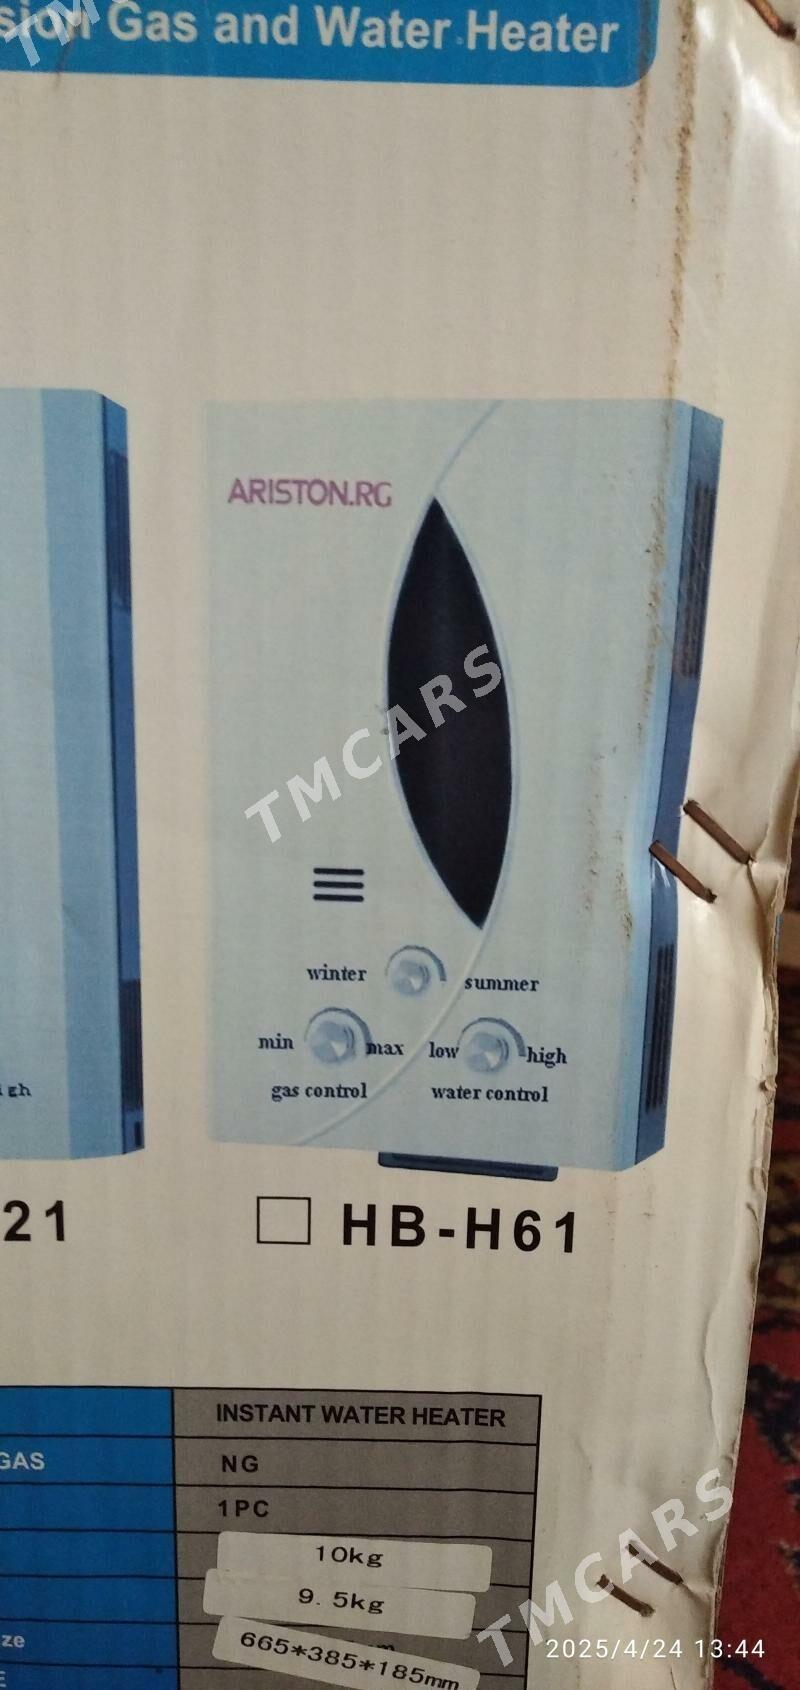 Gas and Water Heater
ARISTON.RG
TMCARS
winter
summer
min
max
low
high
gas control
water control
21
HB-H61
INSTANT WATER HEATER
GAS
NG
1PC
10kg
9.5kg
665*385*185mm
TMCARS
2025/4/24 13:44